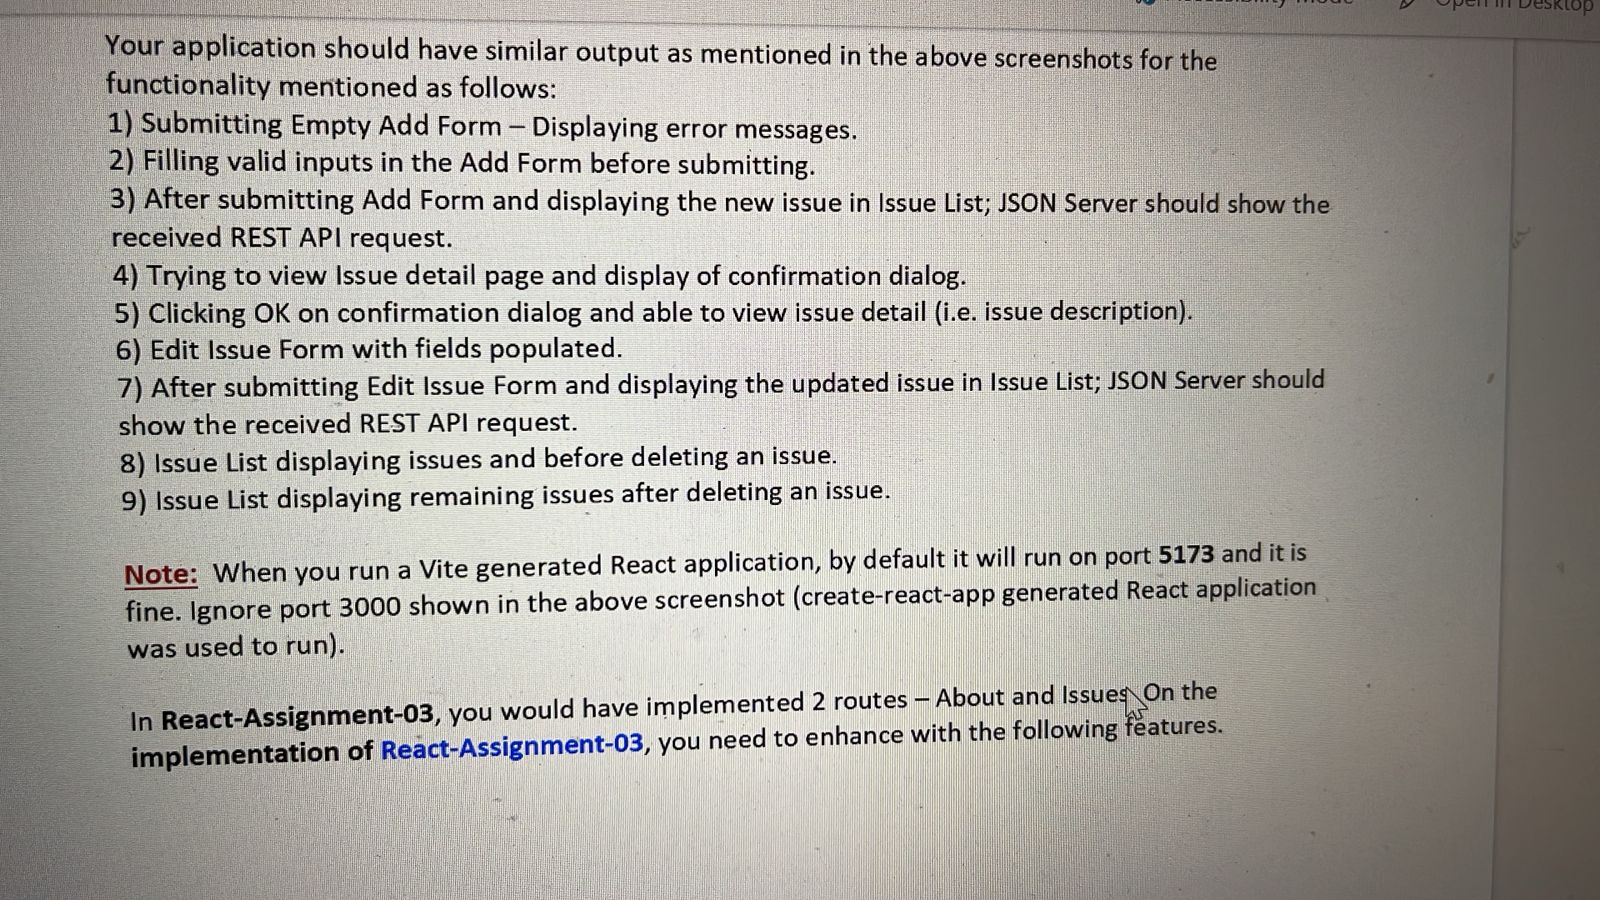 Open in Desktop
Your application should have similar output as mentioned in the above screenshots for the
functionality mentioned as follows:
1) Submitting Empty Add Form – Displaying error messages.
2) Filling valid inputs in the Add Form before submitting.
3) After submitting Add Form and displaying the new issue in Issue List; JSON Server should show the
received REST API request.
4) Trying to view Issue detail page and display of confirmation dialog.
5) Clicking OK on confirmation dialog and able to view issue detail (i.e. issue description).
6) Edit Issue Form with fields populated.
7) After submitting Edit Issue Form and displaying the updated issue in Issue List; JSON Server should
show the received REST API request.
8) Issue List displaying issues and before deleting an issue.
9) Issue List displaying remaining issues after deleting an issue.
Note: When you run a Vite generated React application, by default it will run on port 5173 and it is
fine. Ignore port 3000 shown in the above screenshot (create-react-app generated React application
was used to run).
In React-Assignment-03, you would have implemented 2 routes – About and Issues. On the
implementation of React-Assignment-03, you need to enhance with the following features.